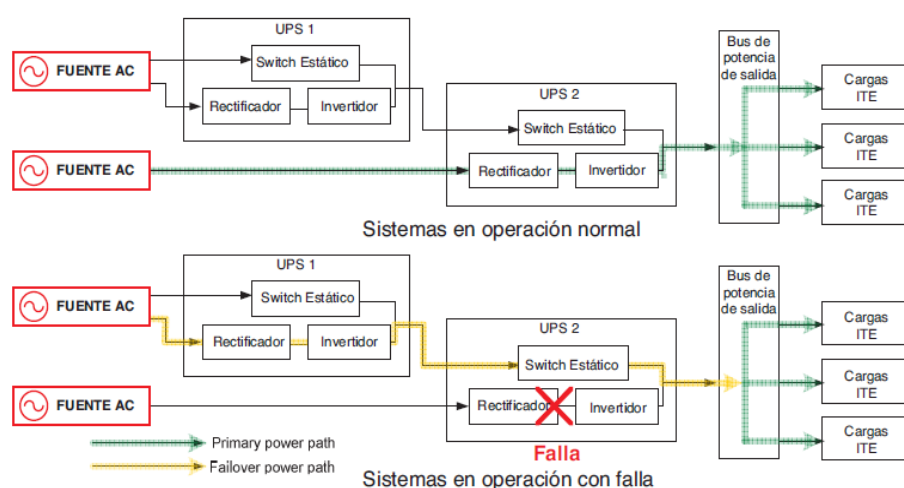 UPS 1
Switch Estático
FUENTE AC
Rectificador
Invertidor
UPS 2
Switch Estático
FUENTE AC
Rectificador
Invertidor
Bus de
potencia
de salida
Cargas
ITE
Cargas
ITE
Cargas
ITE
Sistemas en operación normal
UPS 1
Switch Estático
FUENTE AC
Rectificador
Invertidor
UPS 2
Switch Estático
FUENTE AC
Rectificador
Invertidor
Falla
Bus de
potencia
de salida
Cargas
ITE
Cargas
ITE
Cargas
ITE
Primary power path
Failover power path
Sistemas en operación con falla